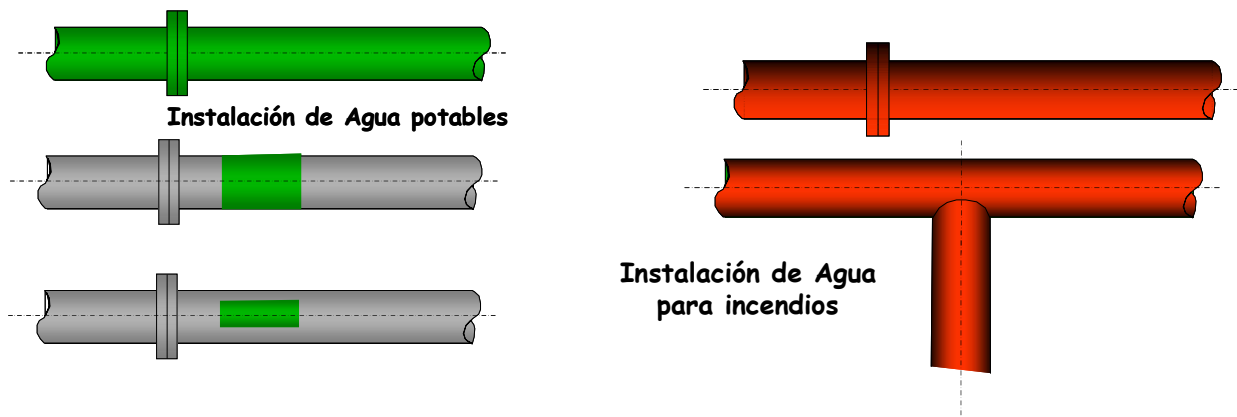 Instalación de Agua potables
Instalación de Agua
para incendios